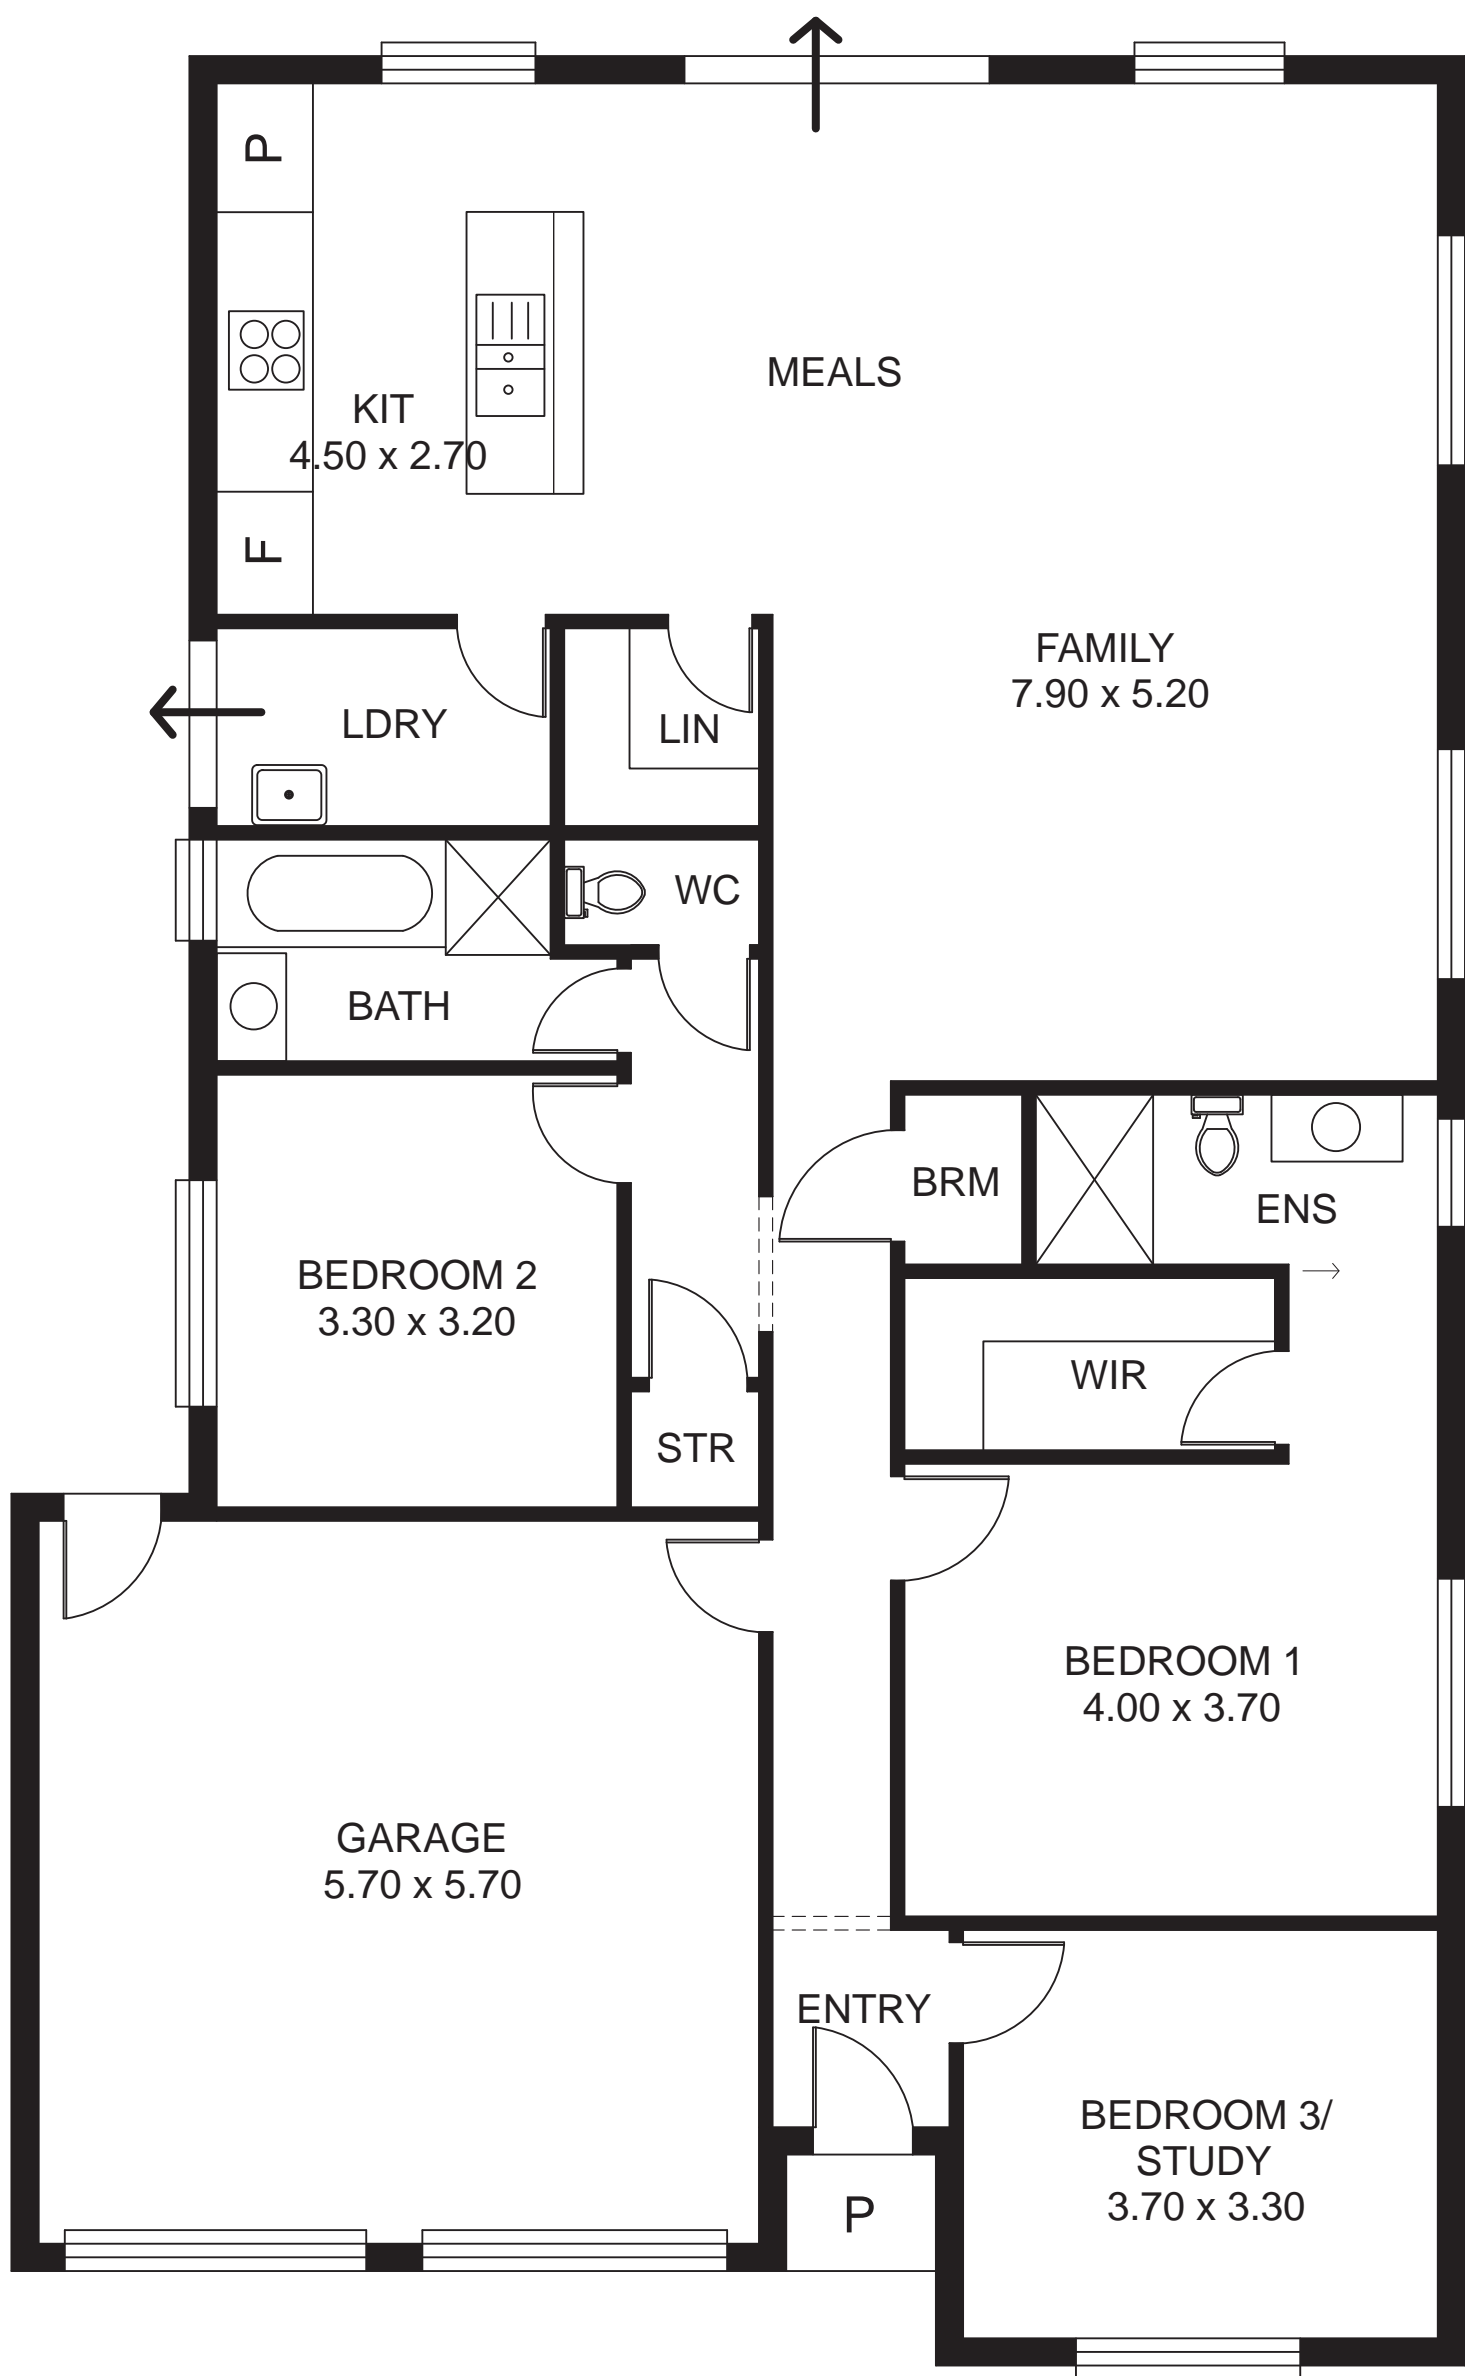 P
KIT
4.50 x 2.70
F
MEALS
FAMILY
7.90 x 5.20
LDRY
LIN
WC
BATH
BRM
ENS
BEDROOM 2
3.30 x 3.20
WIR
STR
BEDROOM 1
4.00 x 3.70
GARAGE
5.70 x 5.70
ENTRY
BEDROOM 3/
STUDY
3.70 x 3.30
P